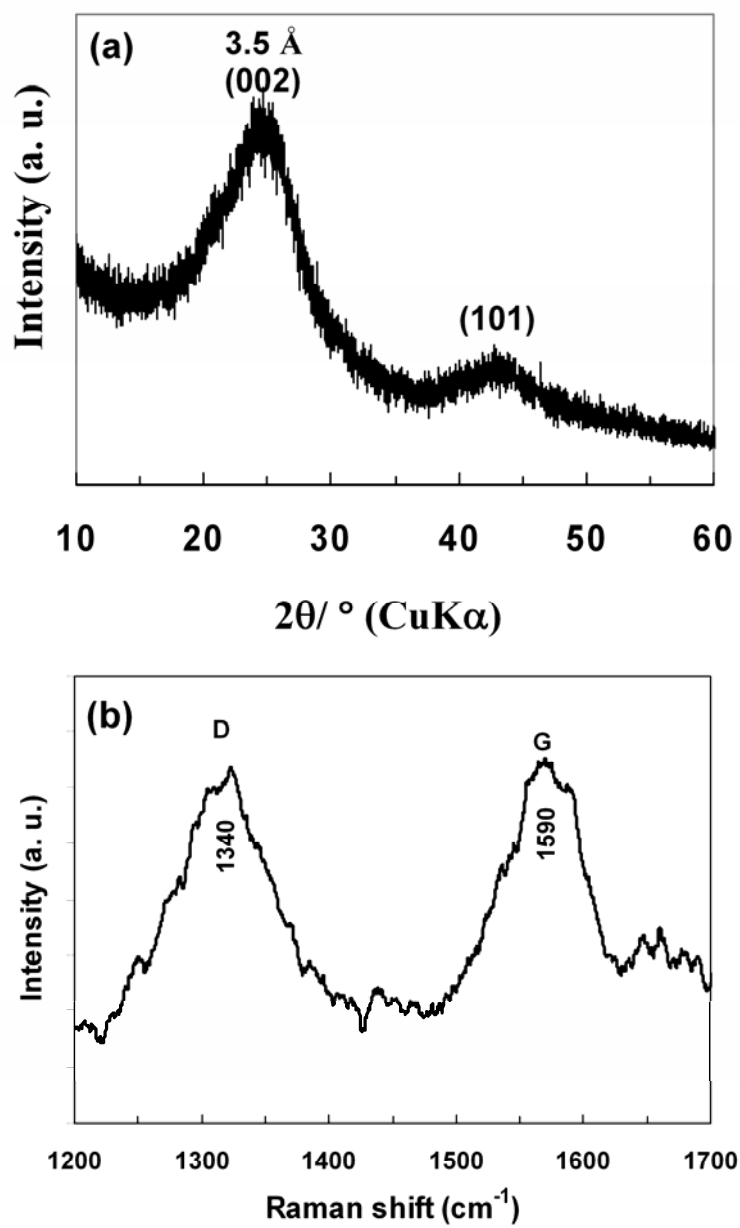 (a)
3.5 Å
(002)
(101)
Intensity (a. u.)
10 20 30 40 50 60
2θ/ ° (CuKα)
(b)
D
G
1340
1590
Intensity (a. u.)
1200 1300 1400 1500 1600 1700
Raman shift (cm⁻¹)